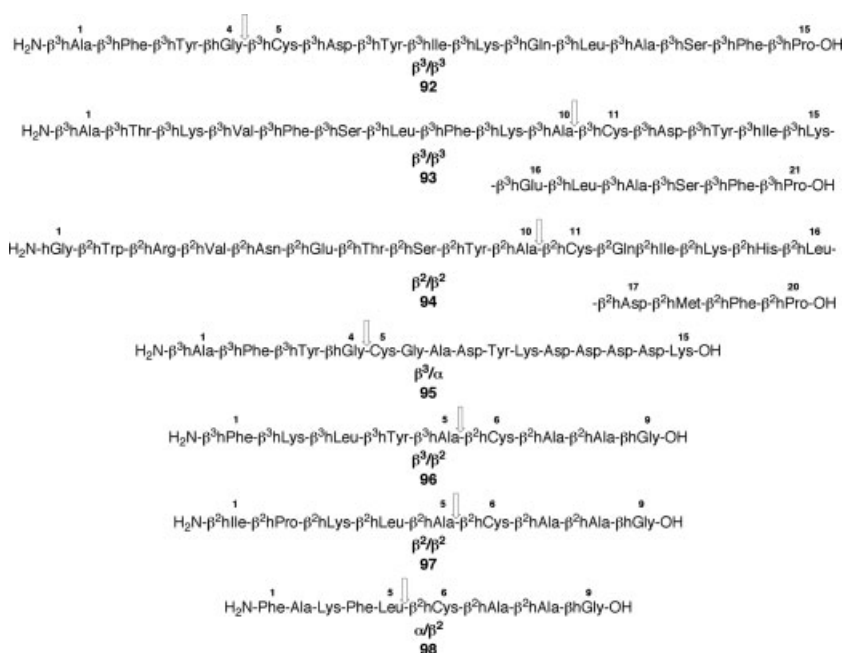 1 4 5 15
H₂N-β³hAla-β³hPhe-β³hTyr-βhGly-β³hCys-β³hAsp-β³hTyr-β³hIle-β³hLys-β³hGln-β³hLeu-β³hAla-β³hSer-β³hPhe-β³hPro-OH
β³/β³
92
1 10 11 15
H₂N-β³hAla-β³hThr-β³hLys-β³hVal-β³hPhe-β³hSer-β³hLeu-β³hPhe-β³hLys-β³hAla-β³hCys-β³hAsp-β³hTyr-β³hIle-β³hLys-
β³/β³
93
16 21
-β³hGlu-β³hLeu-β³hAla-β³hSer-β³hPhe-β³hPro-OH
1 10 11 16
H₂N-hGly-β²hTrp-β²hArg-β²hVal-β²hAsn-β²hGlu-β²hThr-β²hSer-β²hTyr-β²hAla-β²hCys-β²Gln-β²hIle-β²hLys-β²hHis-β²hLeu-
β²/β²
94
17 20
-β²hAsp-β²hMet-β²hPhe-β²hPro-OH
1 4 5 15
H₂N-β³hAla-β³hPhe-β³hTyr-βhGly-Cys-Gly-Ala-Asp-Tyr-Lys-Asp-Asp-Asp-Asp-Lys-OH
β³/α
95
1 5 6 9
H₂N-β³hPhe-β³hLys-β³hLeu-β³hTyr-β³hAla-β²hCys-β²hAla-β²hAla-βhGly-OH
β³/β²
96
1 5 6 9
H₂N-β²hIle-β²hPro-β²hLys-β²hLeu-β²hAla-β²hCys-β²hAla-β²hAla-βhGly-OH
β²/β²
97
1 5 6 9
H₂N-Phe-Ala-Lys-Phe-Leu-β²hCys-β²hAla-β²hAla-βhGly-OH
α/β²
98